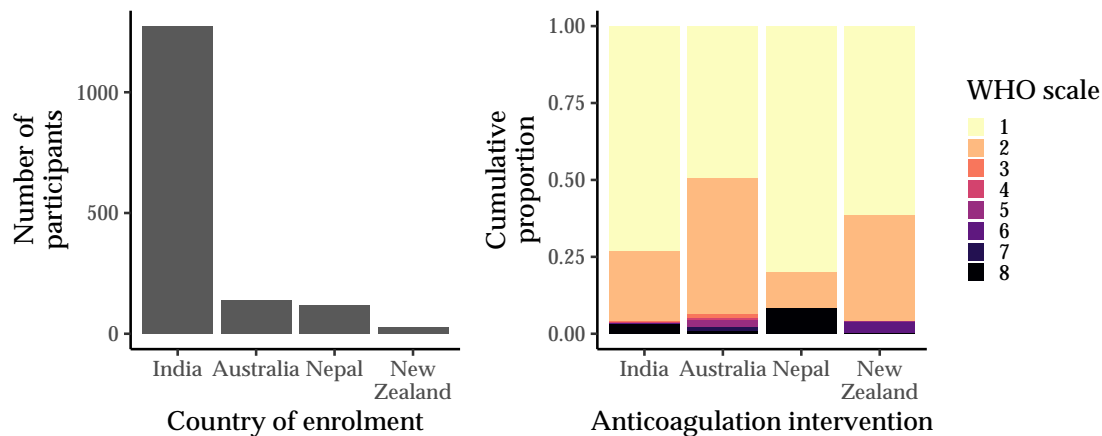 Number of
participants
1000
500
0
India
Australia
Nepal
New
Zealand
Country of enrolment
Cumulative
proportion
1.00
0.75
0.50
0.25
0.00
India
Australia
Nepal
New
Zealand
Anticoagulation intervention
WHO scale
1
2
3
4
5
6
7
8